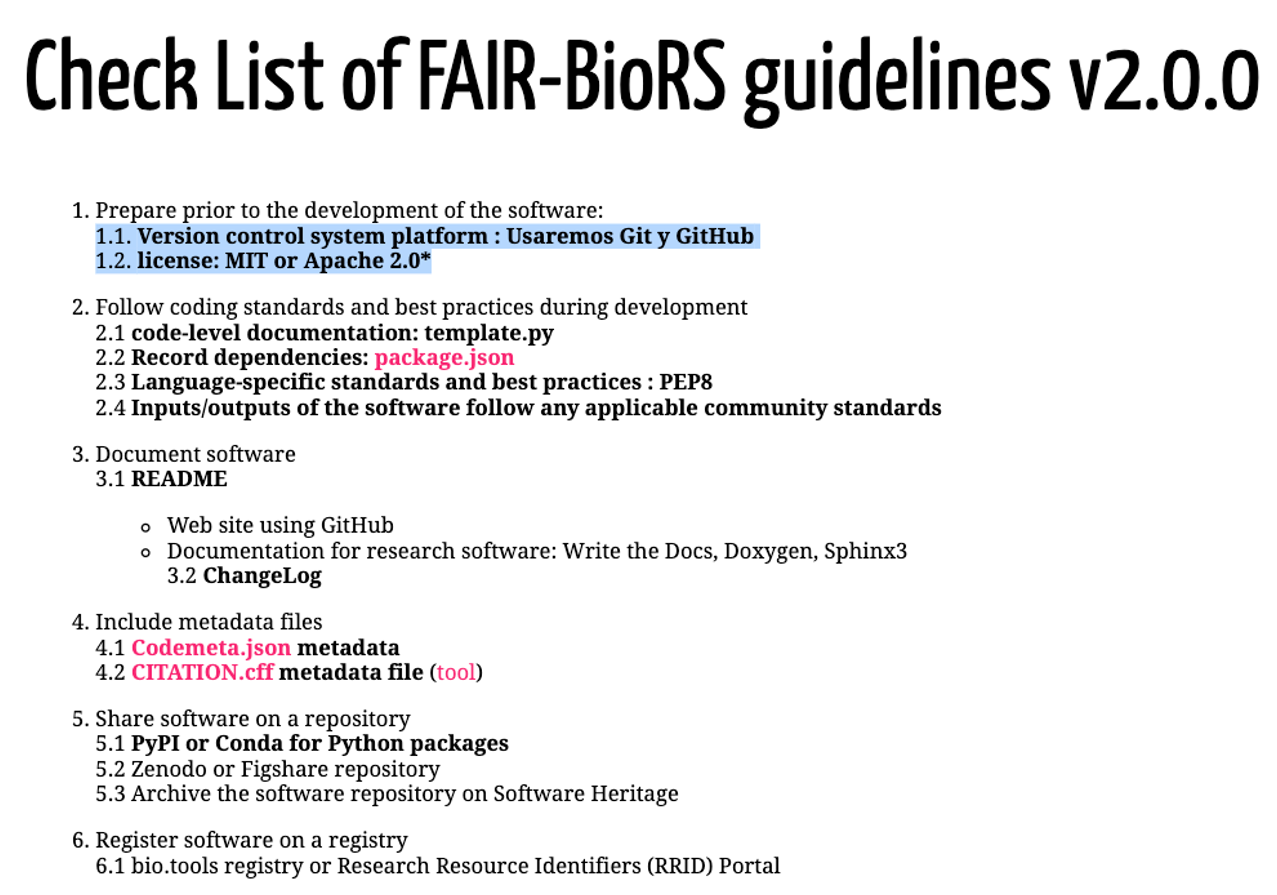 Check List of FAIR-BioRS guidelines v2.0.0
1. Prepare prior to the development of the software:
1.1. Version control system platform : Usaremos Git y GitHub
1.2. license: MIT or Apache 2.0*
2. Follow coding standards and best practices during development
2.1 code-level documentation: template.py
2.2 Record dependencies: package.json
2.3 Language-specific standards and best practices : PEP8
2.4 Inputs/outputs of the software follow any applicable community standards
3. Document software
3.1 README
◦ Web site using GitHub
◦ Documentation for research software: Write the Docs, Doxygen, Sphinx3
3.2 ChangeLog
4. Include metadata files
4.1 Codemeta.json metadata
4.2 CITATION.cff metadata file (tool)
5. Share software on a repository
5.1 PyPI or Conda for Python packages
5.2 Zenodo or Figshare repository
5.3 Archive the software repository on Software Heritage
6. Register software on a registry
6.1 bio.tools registry or Research Resource Identifiers (RRID) Portal